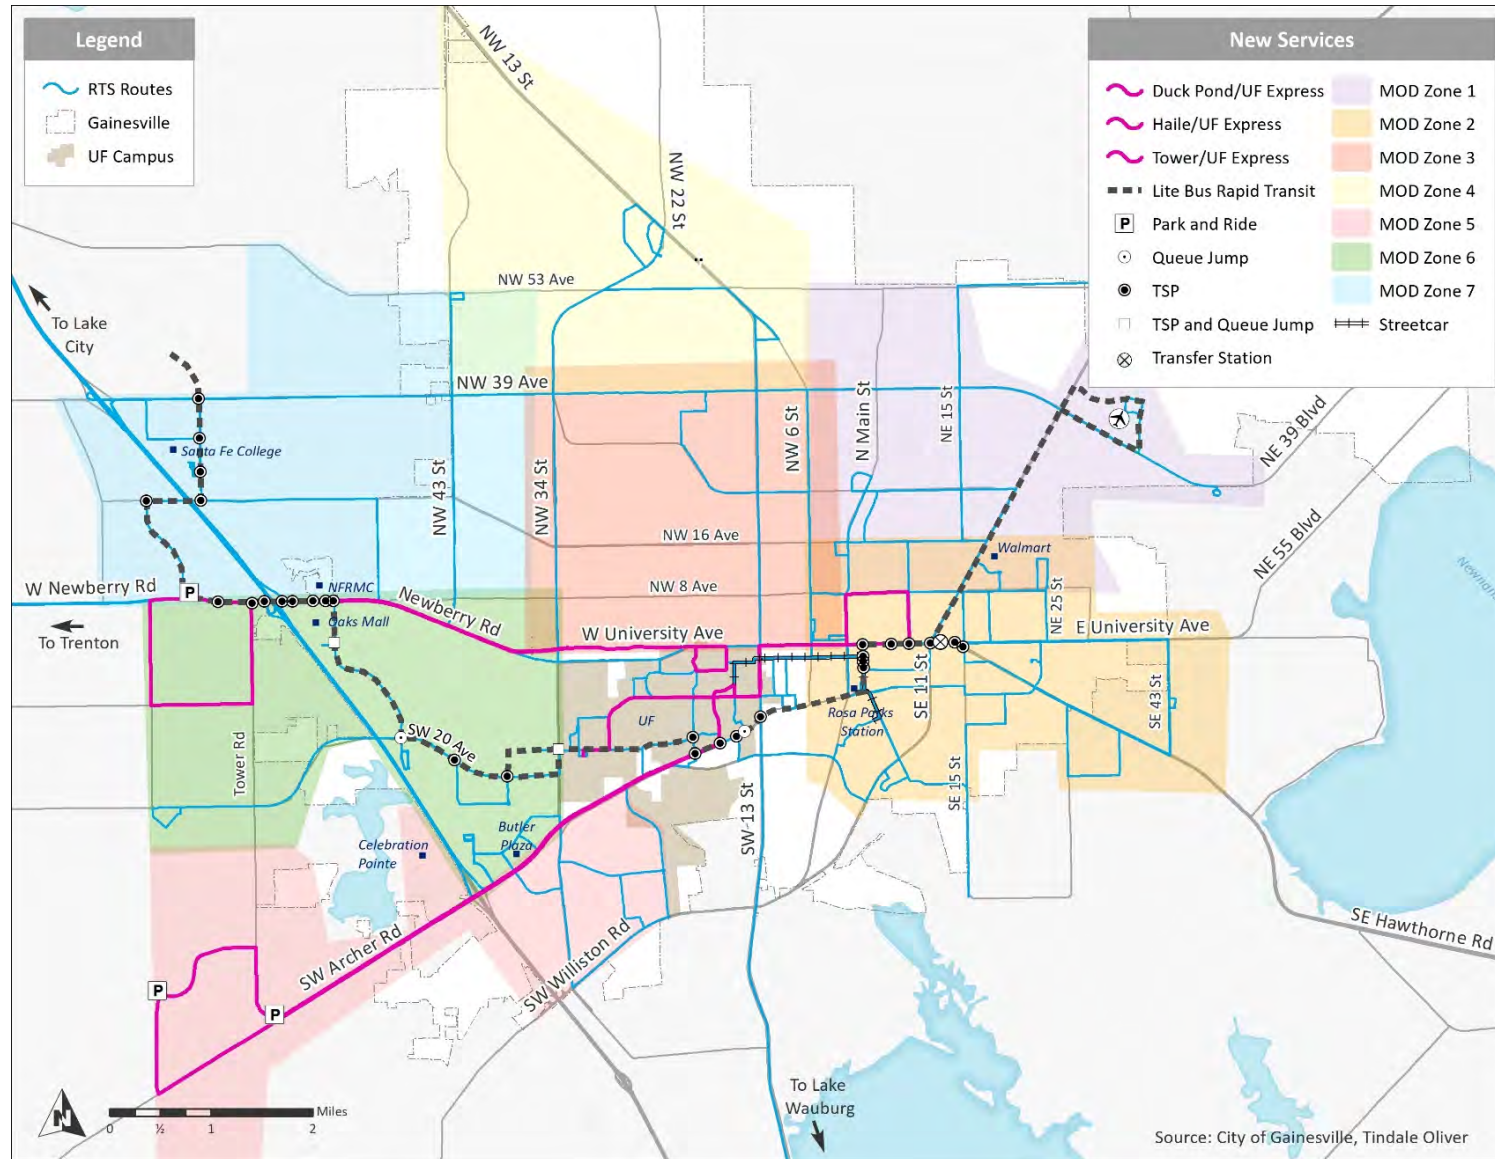 Legend
RTS Routes
Gainesville
UF Campus
New Services
Duck Pond/UF Express
Haile/UF Express
Tower/UF Express
Lite Bus Rapid Transit
P
Park and Ride
Queue Jump
TSP
TSP and Queue Jump
Transfer Station
MOD Zone 1
MOD Zone 2
MOD Zone 3
MOD Zone 4
MOD Zone 5
MOD Zone 6
MOD Zone 7
Streetcar
NW 13 St
NW 22 St
NW 53 Ave
To Lake
City
NW 39 Ave
Santa Fe College
NW 43 St
NW 34 St
NW 6 St
N Main St
NE 15 St
NE 39 Blvd
NE 55 Blvd
NW 16 Ave
Walmart
W Newberry Rd
P
NFRMC
NW 8 Ave
NE 25 St
To Trenton
Oaks Mall
Newberry Rd
W University Ave
E University Ave
SE 11 St
SE 43 St
UF
Rosa Parks
Station
SW 20 Ave
Tower Rd
SE 15 St
SW 13 St
Celebration
Pointe
Butler
Plaza
SW Archer Rd
SW Williston Rd
SE Hawthorne Rd
P
P
To Lake
Wauburg
N
Miles
0 ½ 1 2
Source: City of Gainesville, Tindale Oliver